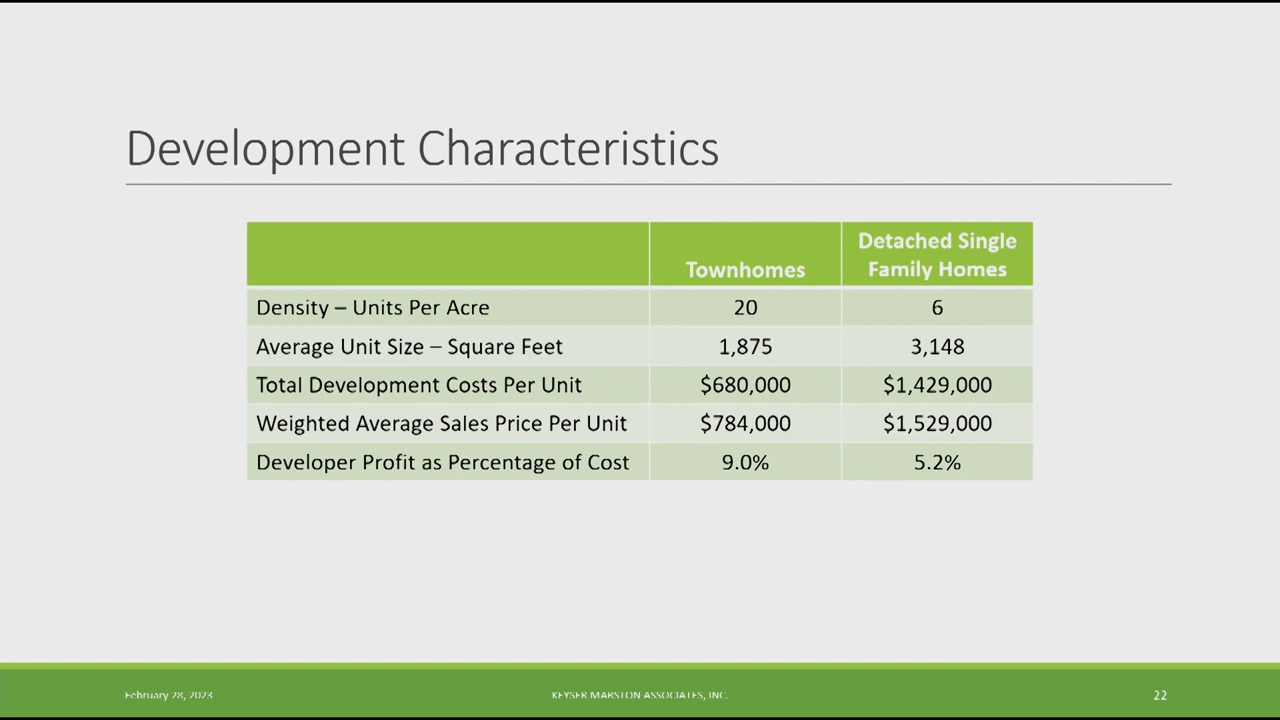 Development Characteristics
Townhomes
Detached Single
Family Homes
Density – Units Per Acre 20 6
Average Unit Size – Square Feet 1,875 3,148
Total Development Costs Per Unit $680,000 $1,429,000
Weighted Average Sales Price Per Unit $784,000 $1,529,000
Developer Profit as Percentage of Cost 9.0% 5.2%
February 28, 2023 KEYSER MARSTON ASSOCIATES, INC. 22